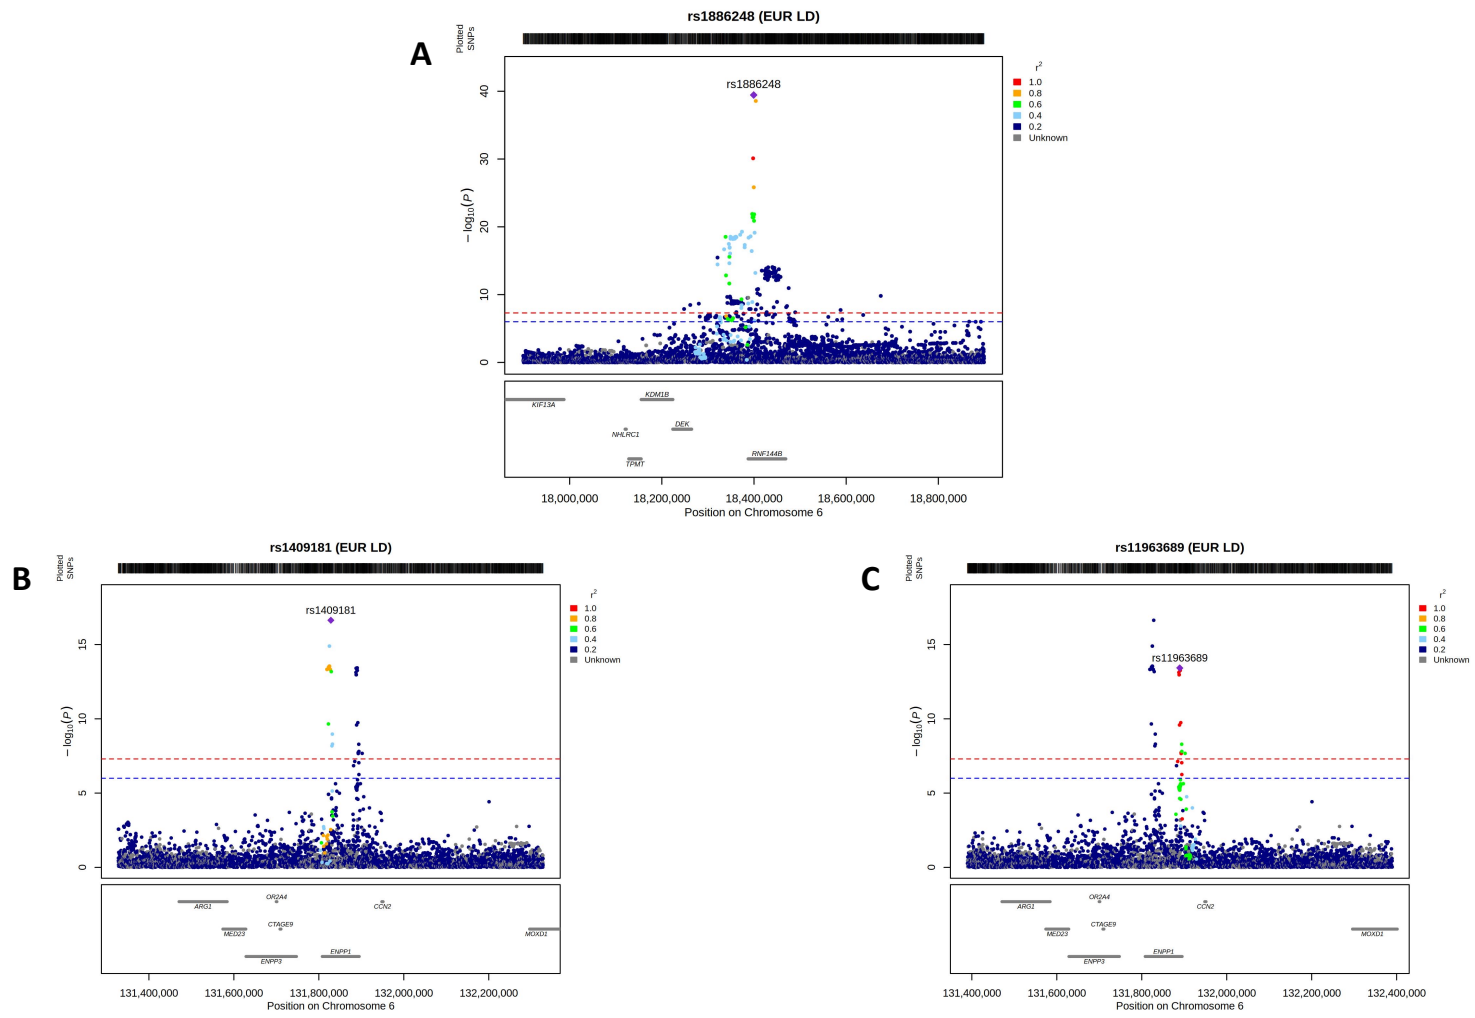 rs1886248 (EUR LD)
A
Plotted
SNPs
rs1886248
r²
1.0
0.8
0.6
0.4
0.2
Unknown
40
30
20
10
0
− log10(P)
KIF13A
KDM1B
DEK
NHLRC1
TPMT
RNF144B
18,000,000 18,200,000 18,400,000 18,600,000 18,800,000
Position on Chromosome 6
rs1409181 (EUR LD)
B
Plotted
SNPs
rs1409181
r²
1.0
0.8
0.6
0.4
0.2
Unknown
15
10
5
0
− log10(P)
OR2A4
ARG1
CCN2
CTAGE9
MED23
MOXD1
ENPP1
ENPP3
131,400,000 131,600,000 131,800,000 132,000,000 132,200,000
Position on Chromosome 6
rs11963689 (EUR LD)
C
Plotted
SNPs
rs11963689
r²
1.0
0.8
0.6
0.4
0.2
Unknown
15
10
5
0
− log10(P)
OR2A4
ARG1
CCN2
CTAGE9
MED23
MOXD1
ENPP1
ENPP3
131,400,000 131,600,000 131,800,000 132,000,000 132,200,000 132,400,000
Position on Chromosome 6